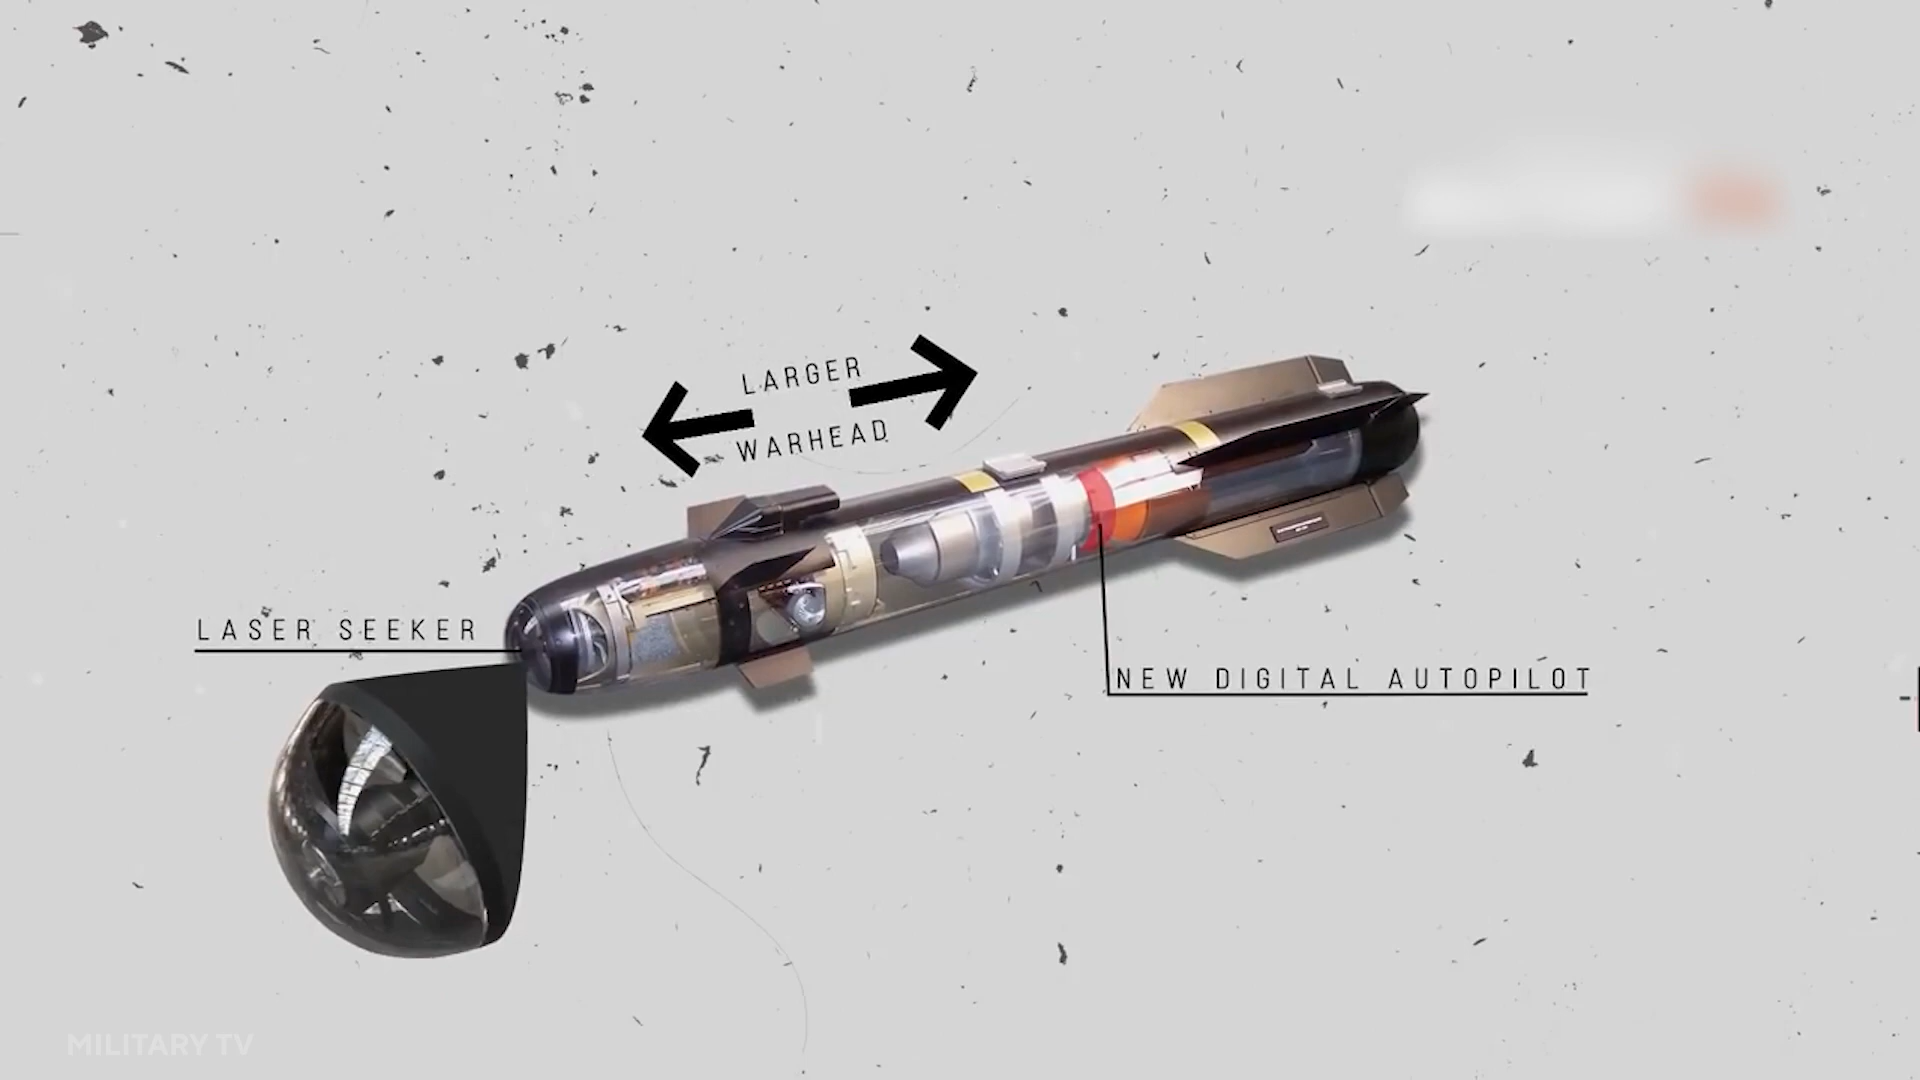 LARGER
WARHEAD
LASER SEEKER
NEW DIGITAL AUTOPILOT
MILITARY TV